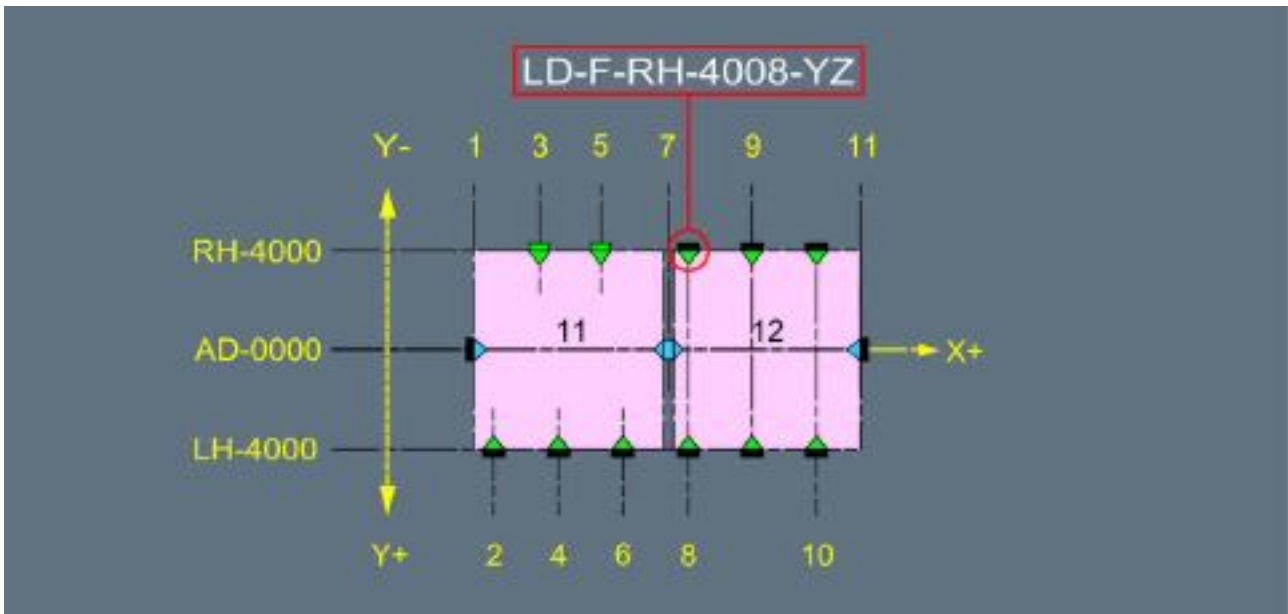 LD-F-RH-4008-YZ
Y- 1 3 5 7 9 11
RH-4000
11 12
AD-0000 X+
LH-4000
Y+ 2 4 6 8 10